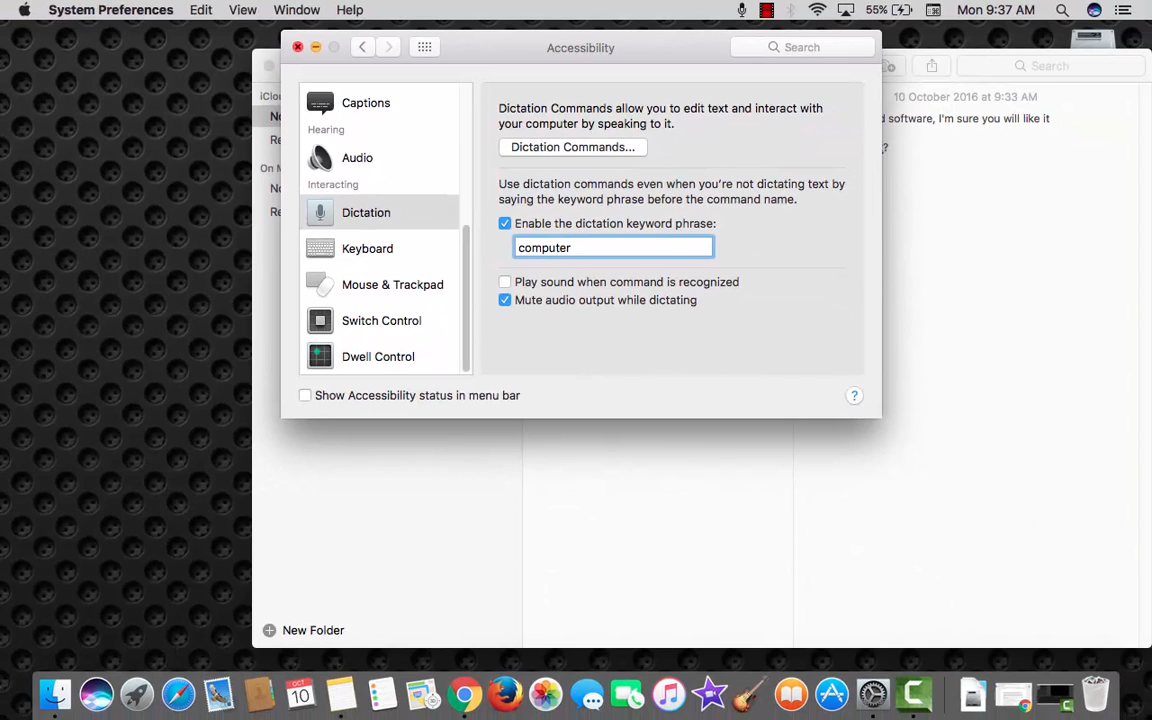 System Preferences Edit View Window Help 55% Mon 9:37 AM
Accessibility
Search
Search
Captions
Hearing
Audio
Interacting
Dictation
Keyboard
Mouse & Trackpad
Switch Control
Dwell Control
Dictation Commands allow you to edit text and interact with
your computer by speaking to it.
Dictation Commands...
Use dictation commands even when you're not dictating text by
saying the keyword phrase before the command name.
Enable the dictation keyword phrase:
computer
Play sound when command is recognized
Mute audio output while dictating
Show Accessibility status in menu bar
?
10 October 2016 at 9:33 AM
software, I'm sure you will like it
?
New Folder
OCT
10